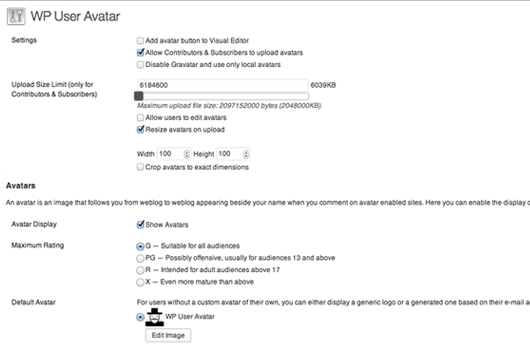 WP User Avatar
Settings
Add avatar button to Visual Editor
Allow Contributors & Subscribers to upload avatars
Disable Gravatar and use only local avatars
Upload Size Limit (only for
Contributors & Subscribers)
6184600 6039KB
Maximum upload file size: 2097152000 bytes (2048000KB).
Allow users to edit avatars
Resize avatars on upload
Width 100 Height 100
Crop avatars to exact dimensions
Avatars
An avatar is an image that follows you from weblog to weblog appearing beside your name when you comment on avatar enabled sites. Here you can enable the display o
Avatar Display
Show Avatars
Maximum Rating
G — Suitable for all audiences
PG — Possibly offensive, usually for audiences 13 and above
R — Intended for adult audiences above 17
X — Even more mature than above
Default Avatar
For users without a custom avatar of their own, you can either display a generic logo or a generated one based on their e-mail a
WP User Avatar
Edit Image